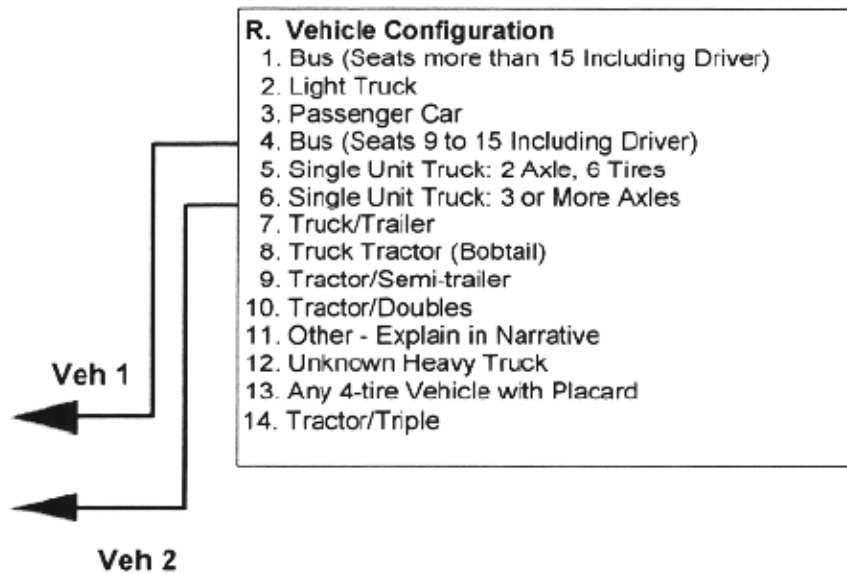 R. Vehicle Configuration
1. Bus (Seats more than 15 Including Driver)
2. Light Truck
3. Passenger Car
4. Bus (Seats 9 to 15 Including Driver)
5. Single Unit Truck: 2 Axle, 6 Tires
6. Single Unit Truck: 3 or More Axles
7. Truck/Trailer
8. Truck Tractor (Bobtail)
9. Tractor/Semi-trailer
10. Tractor/Doubles
11. Other - Explain in Narrative
12. Unknown Heavy Truck
13. Any 4-tire Vehicle with Placard
14. Tractor/Triple
Veh 1
Veh 2